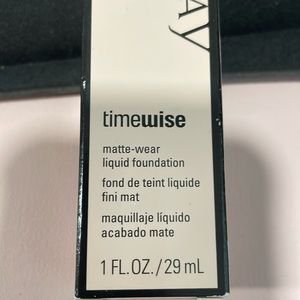 AY
timewise
matte-wear
liquid foundation
fond de teint liquide
fini mat
maquillaje líquido
acabado mate
1 FL.OZ./29 mL